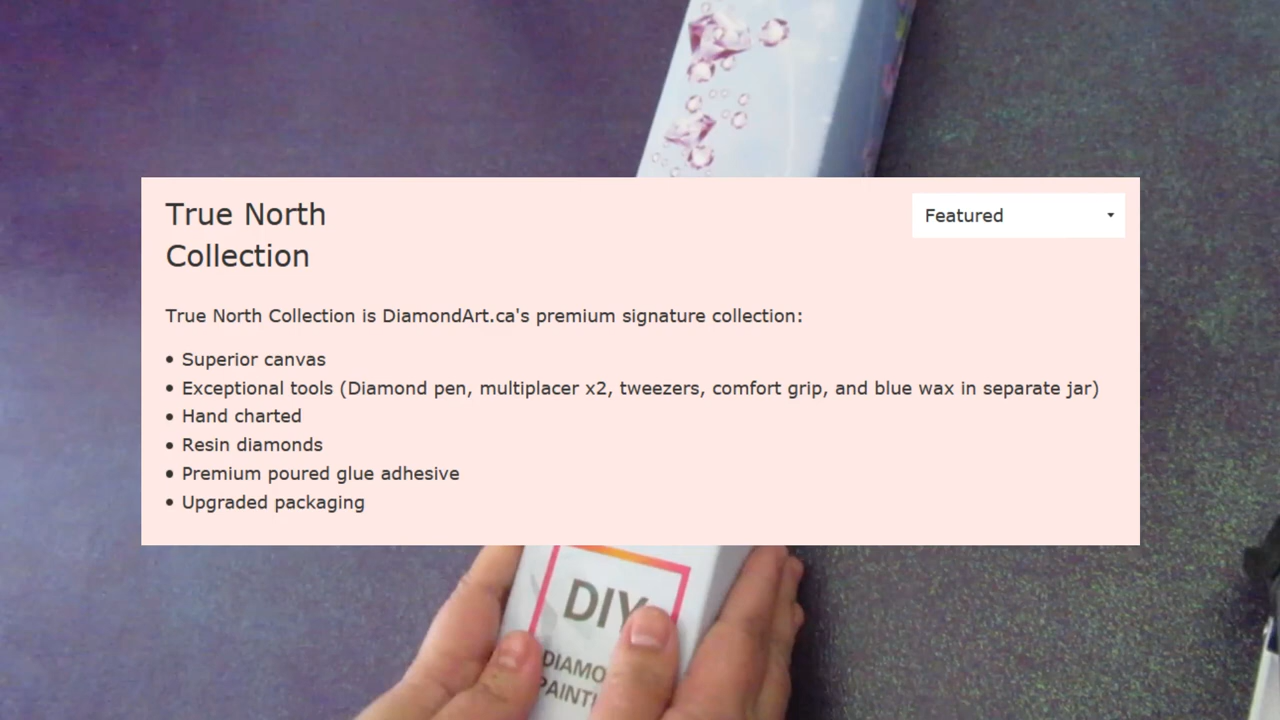 True North
Collection
Featured
True North Collection is DiamondArt.ca's premium signature collection:
• Superior canvas
• Exceptional tools (Diamond pen, multiplacer x2, tweezers, comfort grip, and blue wax in separate jar)
• Hand charted
• Resin diamonds
• Premium poured glue adhesive
• Upgraded packaging
DIY